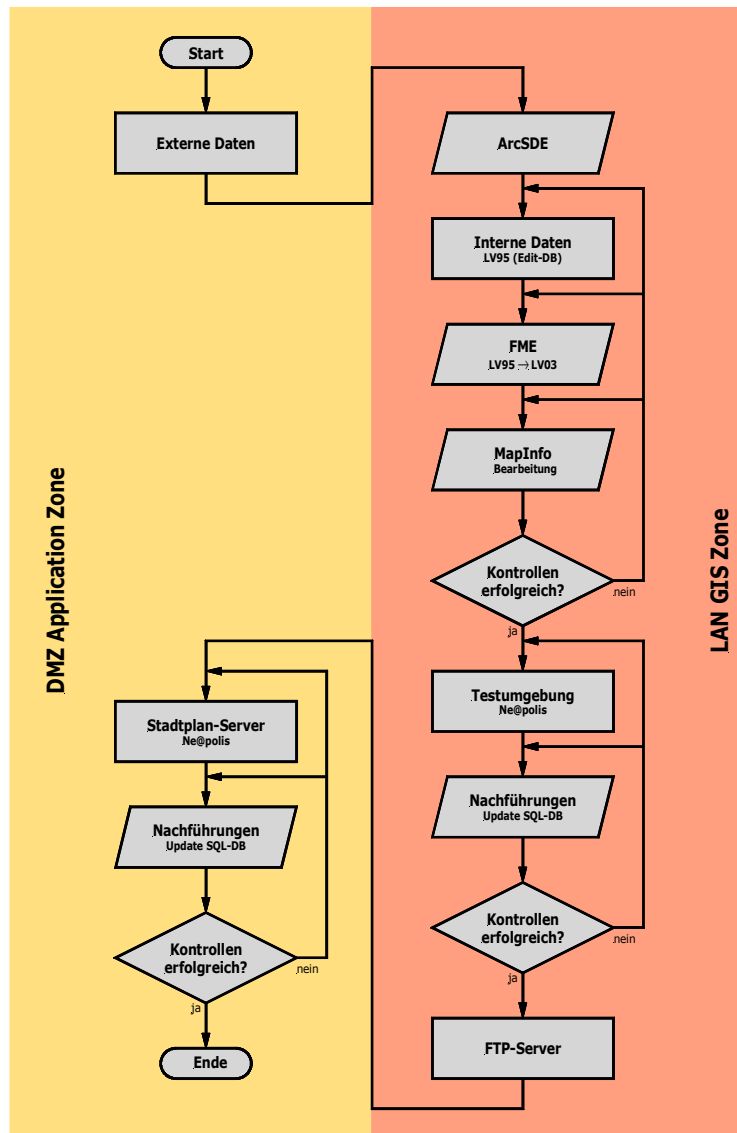 Start
Externe Daten
ArcSDE
Interne Daten
LV95 (Edit-DB)
FME
LV95 → LV03
MapInfo
Bearbeitung
Kontrollen
erfolgreich?
nein
ja
Testumgebung
Ne@polis
Nachführungen
Update SQL-DB
Kontrollen
erfolgreich?
nein
ja
FTP-Server
Stadtplan-Server
Ne@polis
Nachführungen
Update SQL-DB
Kontrollen
erfolgreich?
nein
ja
Ende
DMZ Application Zone
LAN GIS Zone